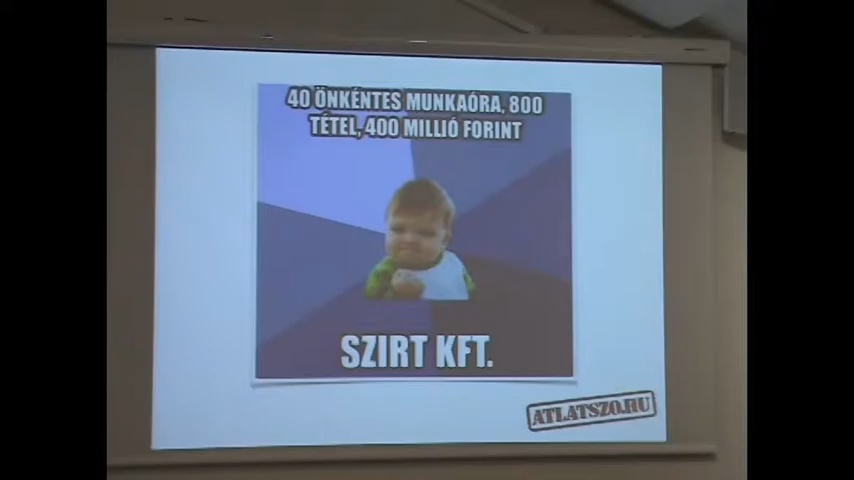 40 ÖNKÉNTES MUNKAÓRA, 800
TÉTEL, 400 MILLIÓ FORINT
SZIRT KFT.
ATLATSZO.HU